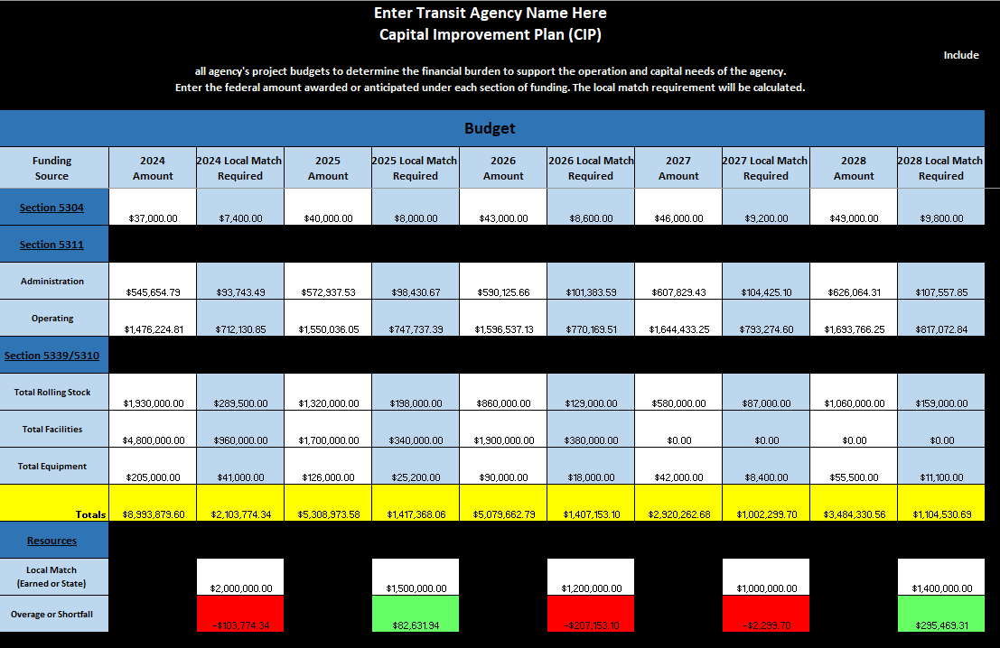 Enter Transit Agency Name Here
Capital Improvement Plan (CIP)
Include
all agency's project budgets to determine the financial burden to support the operation and capital needs of the agency.
Enter the federal amount awarded or anticipated under each section of funding. The local match requirement will be calculated.
Budget
Funding Source 2024 Amount 2024 Local Match Required 2025 Amount 2025 Local Match Required 2026 Amount 2026 Local Match Required 2027 Amount 2027 Local Match Required 2028 Amount 2028 Local Match Required
Section 5304 $37,000.00 $7,400.00 $40,000.00 $8,000.00 $43,000.00 $8,600.00 $46,000.00 $9,200.00 $49,000.00 $9,800.00
Section 5311
Administration $545,654.79 $93,743.49 $572,937.53 $98,430.67 $590,125.66 $101,383.59 $607,829.43 $104,425.10 $626,064.31 $107,557.85
Operating $1,476,224.81 $712,130.85 $1,550,036.05 $747,737.39 $1,596,537.13 $770,169.51 $1,644,433.25 $793,274.60 $1,693,766.25 $817,072.84
Section 5339/5310
Total Rolling Stock $1,930,000.00 $289,500.00 $1,320,000.00 $198,000.00 $860,000.00 $129,000.00 $580,000.00 $87,000.00 $1,060,000.00 $159,000.00
Total Facilities $4,800,000.00 $960,000.00 $1,700,000.00 $340,000.00 $1,900,000.00 $380,000.00 $0.00 $0.00 $0.00 $0.00
Total Equipment $205,000.00 $41,000.00 $126,000.00 $25,200.00 $90,000.00 $18,000.00 $42,000.00 $8,400.00 $55,500.00 $11,100.00
Totals $8,993,879.60 $2,103,774.34 $5,308,973.58 $1,417,368.06 $5,079,662.79 $1,407,153.10 $2,920,262.68 $1,002,299.70 $3,484,330.56 $1,104,530.69
Resources
Local Match (Earned or State) $2,000,000.00 $1,500,000.00 $1,200,000.00 $1,000,000.00 $1,400,000.00
Overage or Shortfall -$103,774.34 $82,631.94 -$207,153.10 -$2,299.70 $295,469.31